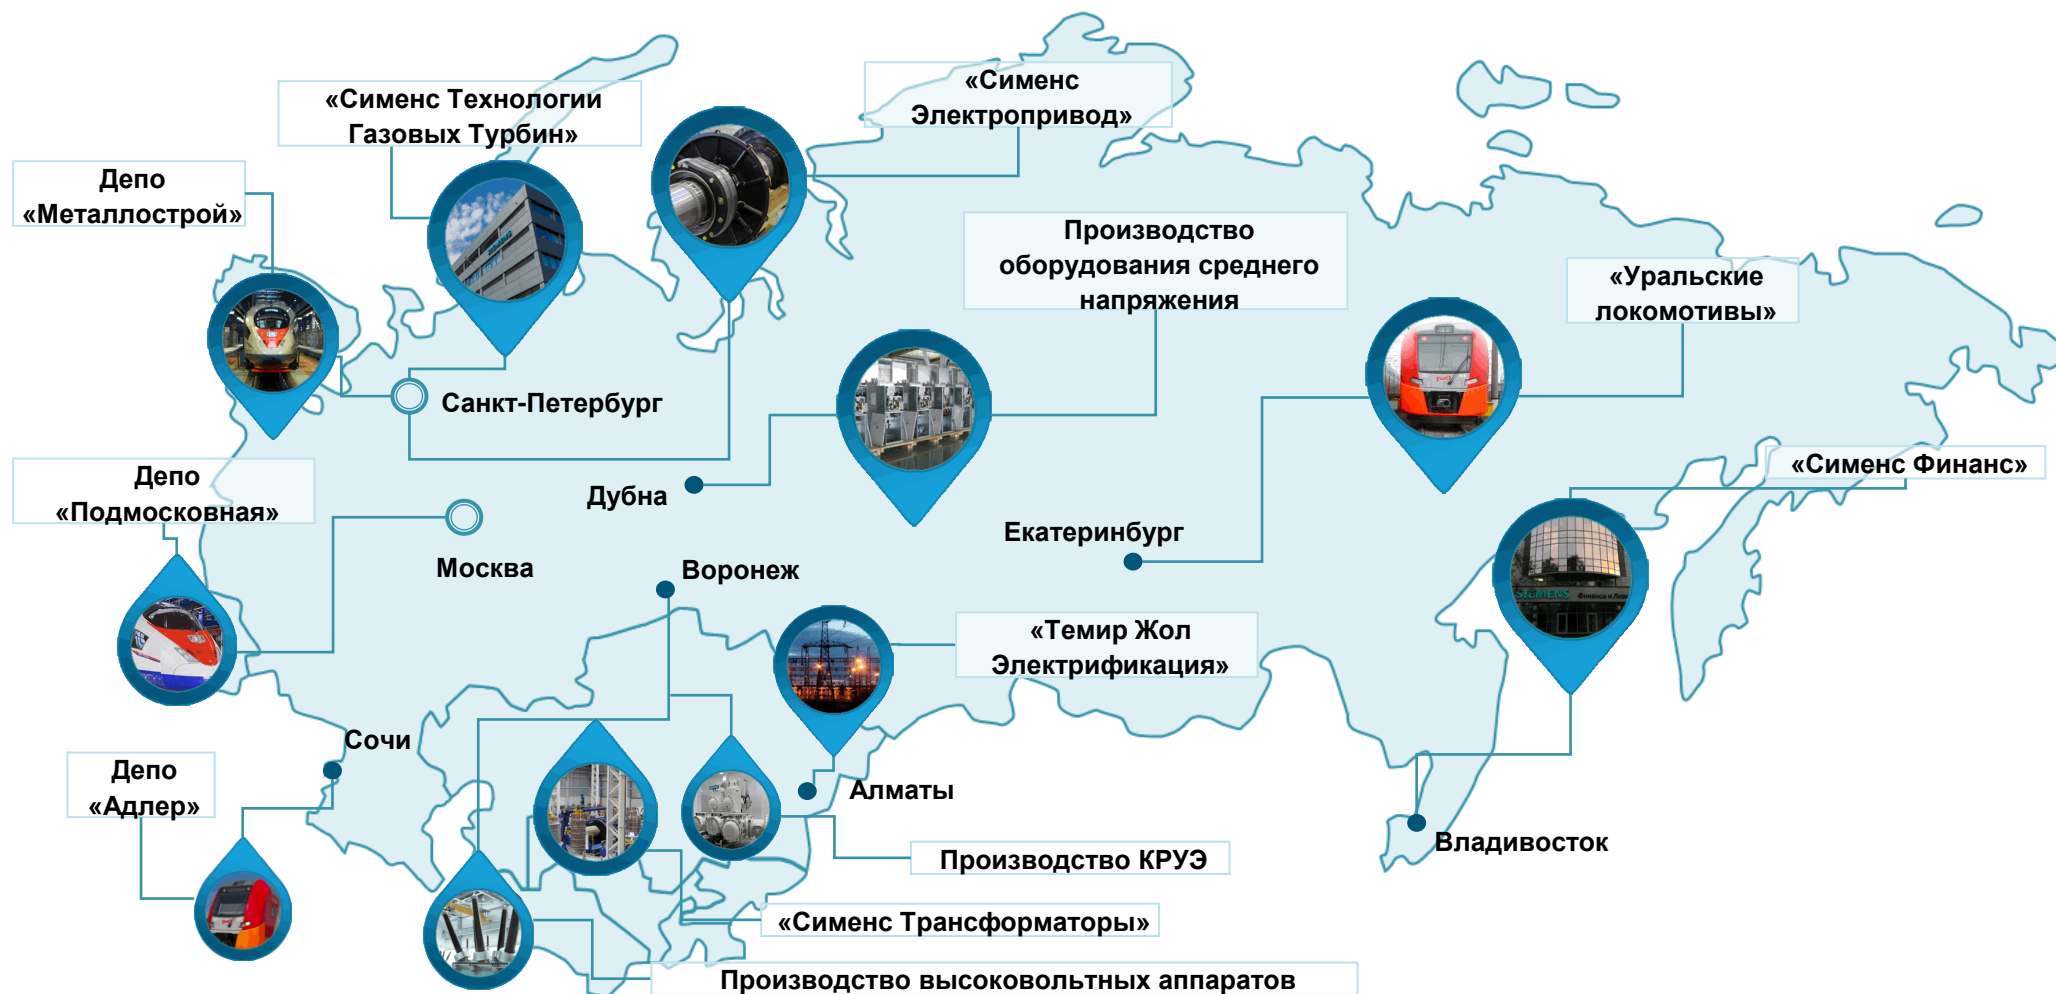 «Сименс
Электропривод»
«Сименс Технологии
Газовых Турбин»
Депо
«Металлострой»
Производство
оборудования среднего
напряжения
«Уральские
локомотивы»
Санкт-Петербург
«Сименс Финанс»
Депо
«Подмосковная»
Дубна
Екатеринбург
Москва
Воронеж
SIEMENS
«Темир Жол
Электрификация»
Сочи
Депо
«Адлер»
Алматы
Владивосток
Производство КРУЭ
«Сименс Трансформаторы»
Производство высоковольтных аппаратов